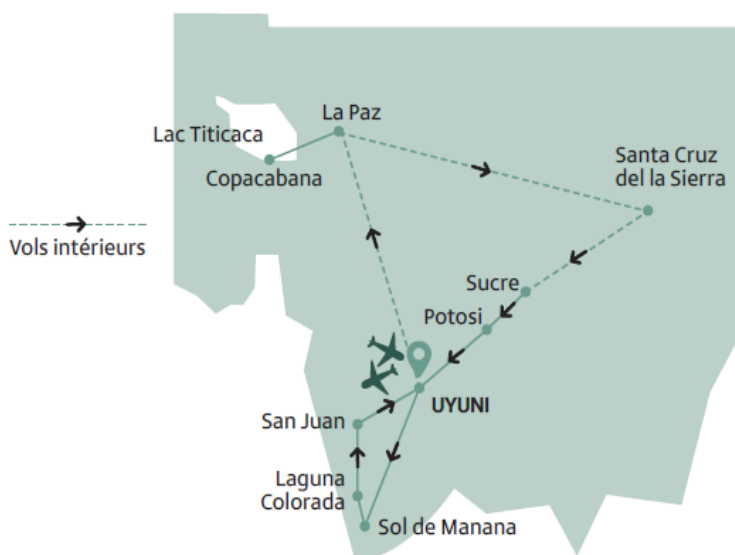 La Paz
Lac Titicaca
Copacabana
Santa Cruz
del la Sierra
Vols intérieurs
Sucre
Potosi
UYUNI
San Juan
Laguna
Colorada
Sol de Manana